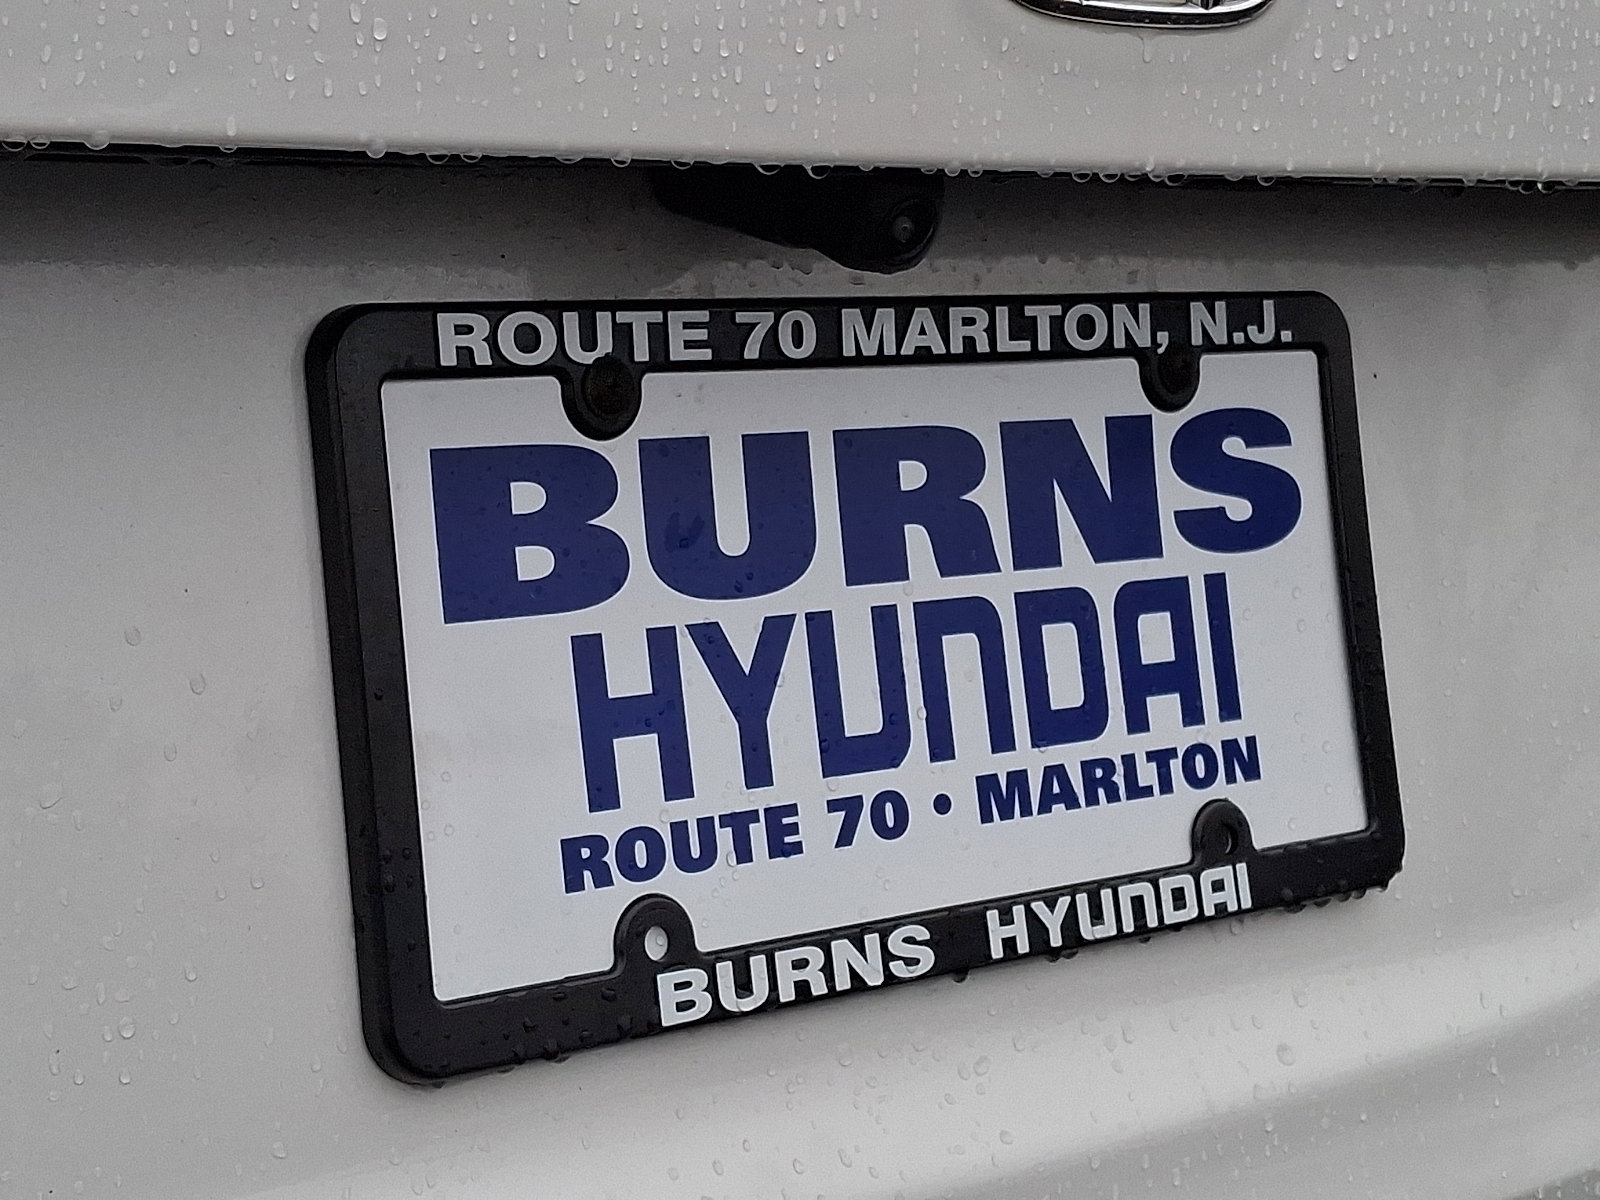 ROUTE 70 MARLTON, N.J.
BURNS
HYUNDAI
ROUTE 70 • MARLTON
BURNS HYUNDAI